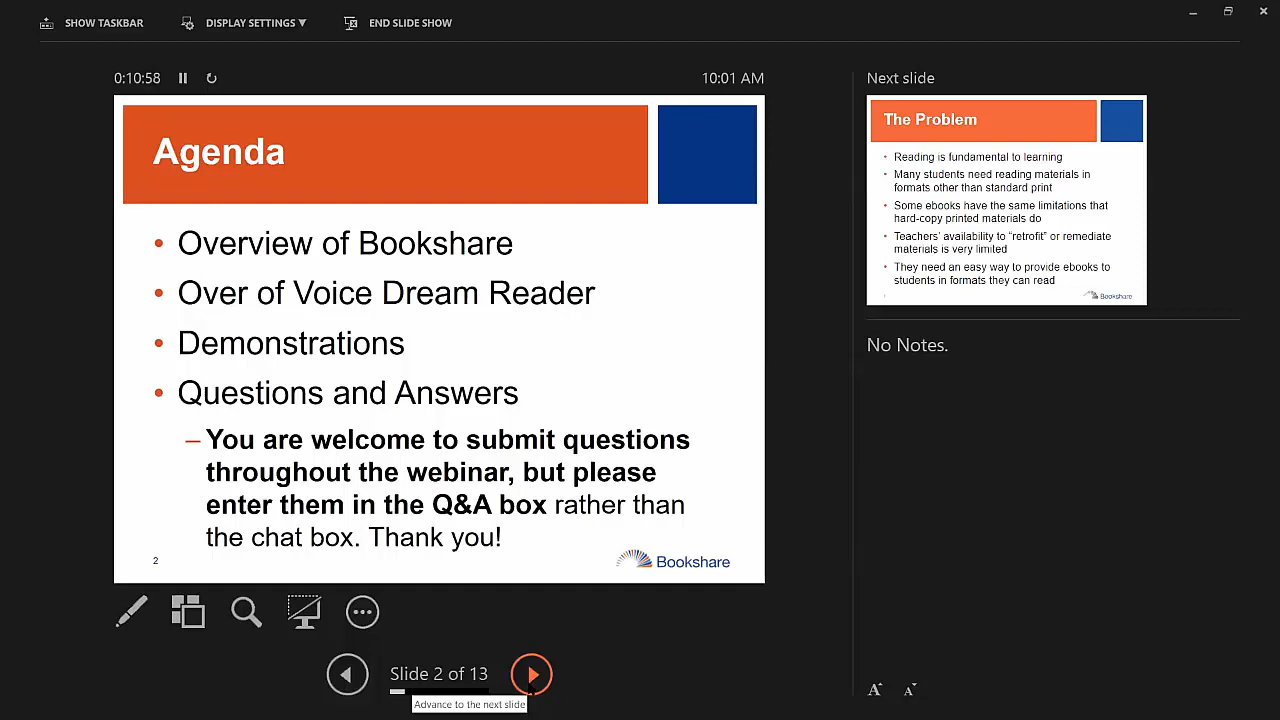 SHOW TASKBAR
DISPLAY SETTINGS ▼
END SLIDE SHOW
0:10:58
10:01 AM
Agenda
• Overview of Bookshare
• Over of Voice Dream Reader
• Demonstrations
• Questions and Answers
– You are welcome to submit questions
throughout the webinar, but please
enter them in the Q&A box rather than
the chat box. Thank you!
2
Bookshare
Slide 2 of 13
Advance to the next slide
Next slide
The Problem
• Reading is fundamental to learning
• Many students need reading materials in
formats other than standard print
• Some ebooks have the same limitations that
hard-copy printed materials do
• Teachers' availability to “retrofit” or remediate
materials is very limited
• They need an easy way to provide ebooks to
students in formats they can read
Bookshare
No Notes.
A A